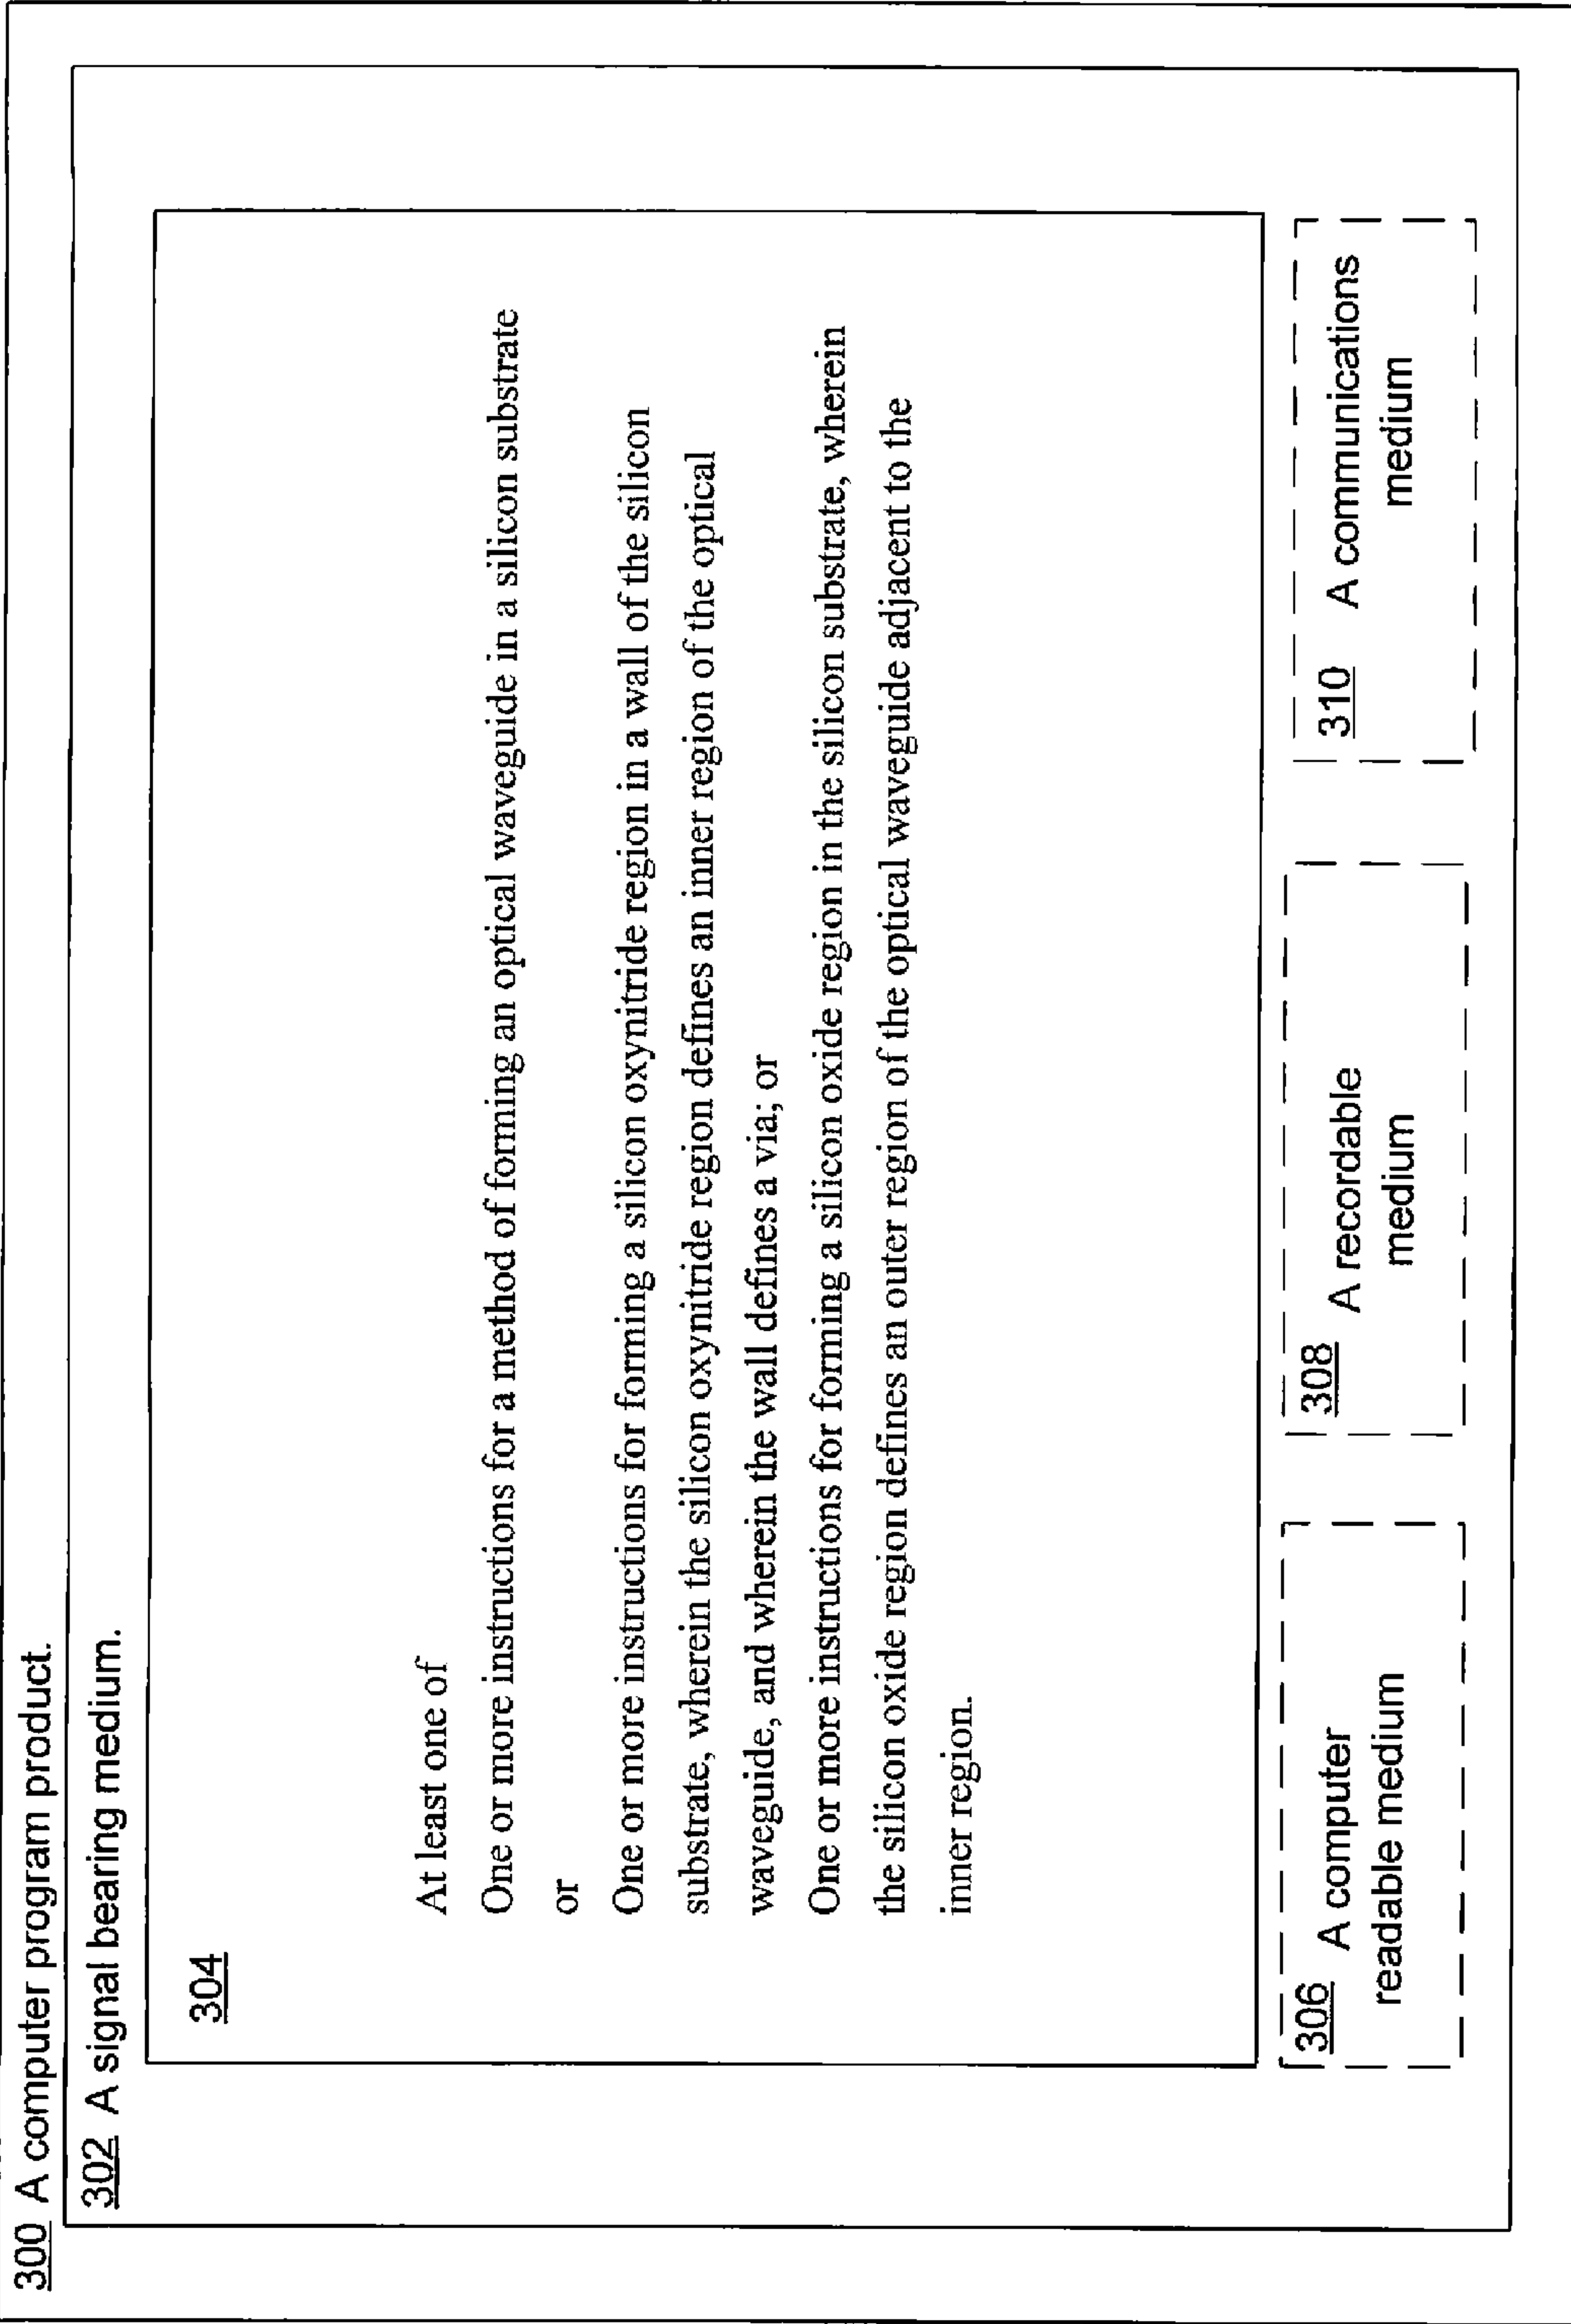 300 A computer program product.
302 A signal bearing medium.
304
At least one of
One or more instructions for a method of forming an optical waveguide in a silicon substrate
or
One or more instructions for forming a silicon oxynitride region in a wall of the silicon
substrate, wherein the silicon oxynitride region defines an inner region of the optical
waveguide, and wherein the wall defines a via; or
One or more instructions for forming a silicon oxide region in the silicon substrate, wherein
the silicon oxide region defines an outer region of the optical waveguide adjacent to the
inner region.
306 A computer
readable medium
308 A recordable
medium
310 A communications
medium